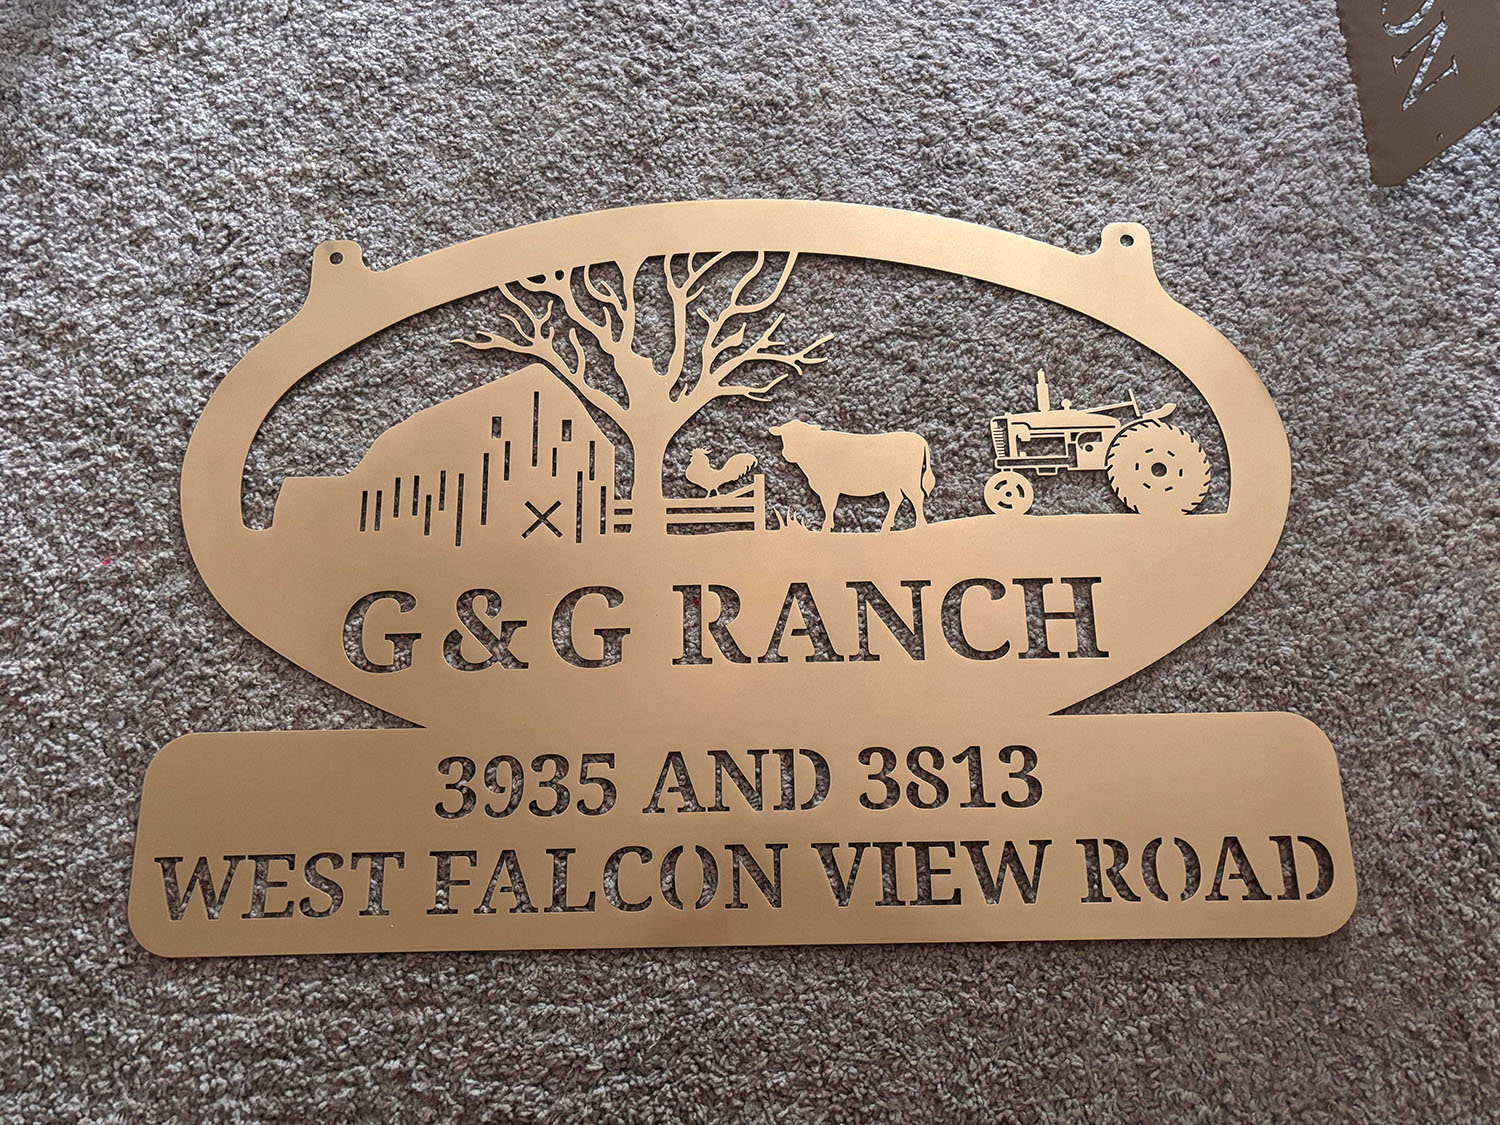 G & G RANCH
3935 AND 3813
WEST FALCON VIEW ROAD